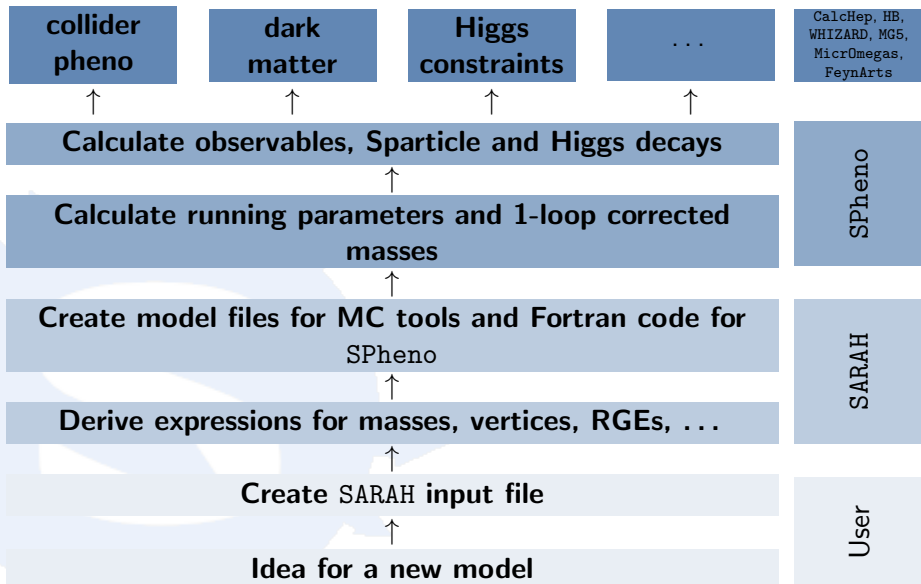 collider
pheno
dark
matter
Higgs
constraints
...
CalcHep, HB,
WHIZARD, MG5,
MicrOmegas,
FeynArts
Calculate observables, Sparticle and Higgs decays
Calculate running parameters and 1-loop corrected
masses
SPheno
Create model files for MC tools and Fortran code for
SPheno
Derive expressions for masses, vertices, RGEs, ...
SARAH
Create SARAH input file
Idea for a new model
User